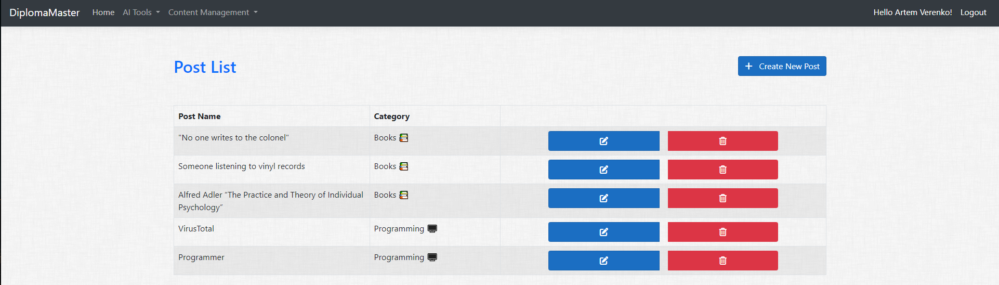 DiplomaMaster Home AI Tools Content Management Hello Artem Verenko! Logout
Post List
Create New Post
Post Name Category
"No one writes to the colonel" Books
Someone listening to vinyl records Books
Alfred Adler “The Practice and Theory of Individual Books
Psychology”
VirusTotal Programming
Programmer Programming